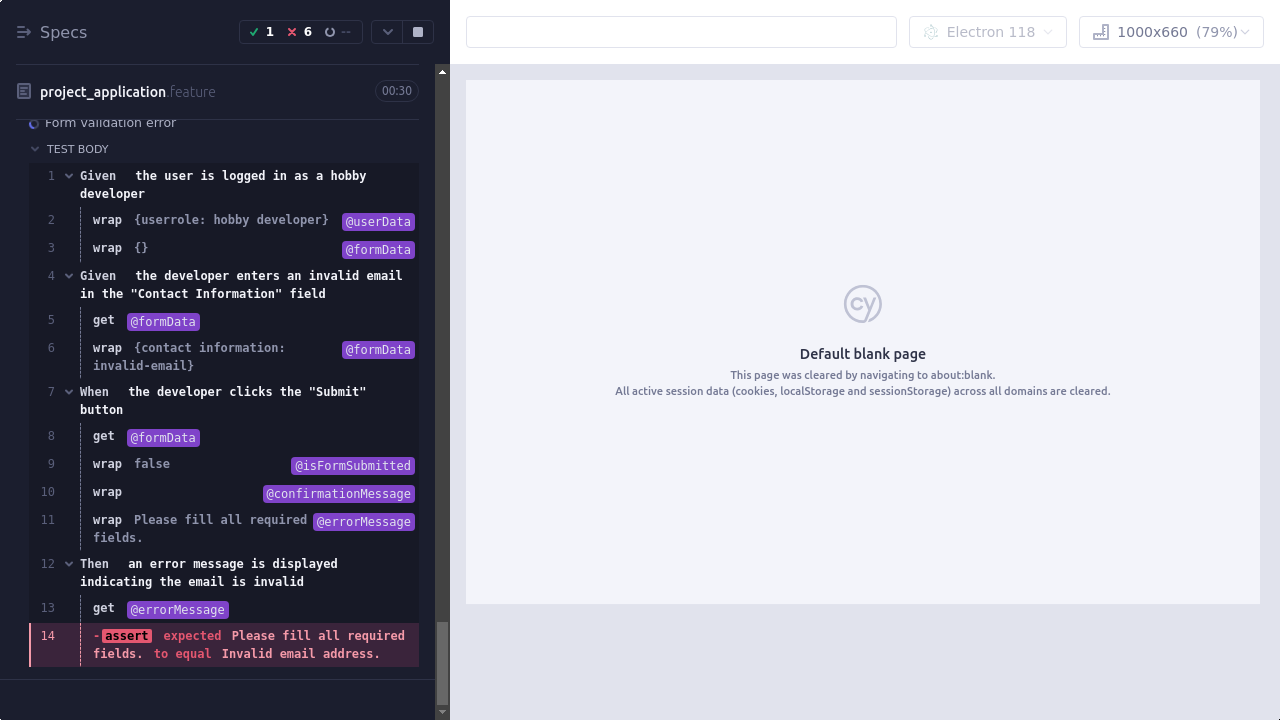 Specs
1
6
--
project_application.feature
00:30
Form validation error
TEST BODY
1 Given the user is logged in as a hobby
developer
2 wrap {userrole: hobby developer} @userData
3 wrap {} @formData
4 Given the developer enters an invalid email
in the "Contact Information" field
5 get @formData
6 wrap {contact information: @formData
invalid-email}
7 When the developer clicks the "Submit"
button
8 get @formData
9 wrap false @isFormSubmitted
10 wrap @confirmationMessage
11 wrap Please fill all required @errorMessage
fields.
12 Then an error message is displayed
indicating the email is invalid
13 get @errorMessage
14 -assert expected Please fill all required
fields. to equal Invalid email address.
Electron 118
1000x660 (79%)
cy
Default blank page
This page was cleared by navigating to about:blank.
All active session data (cookies, localStorage and sessionStorage) across all domains are cleared.